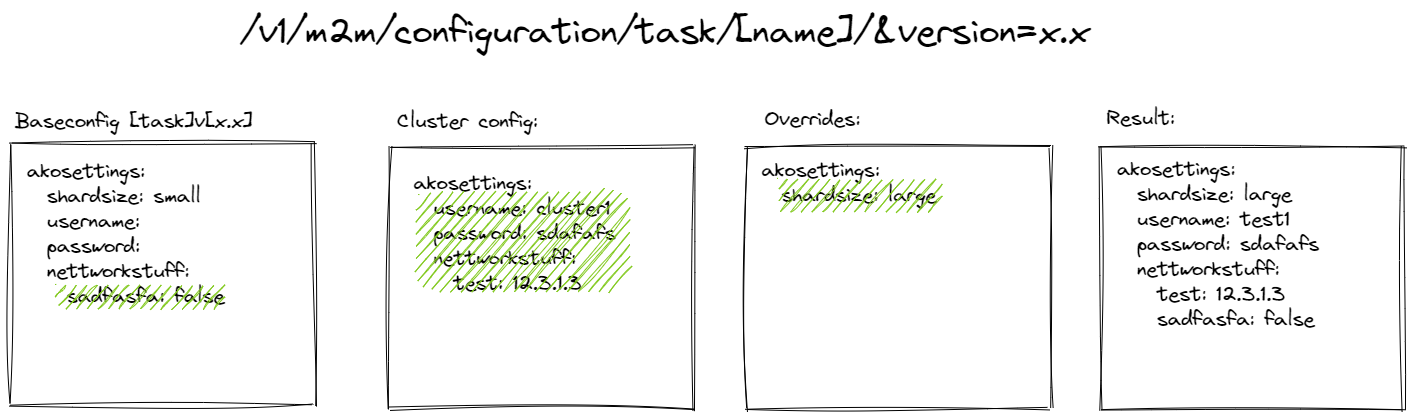 /v1/m2m/configuration/task/[name]/&version=x.x
Baseconfig [task]v[x.x]
akosettings:
shardsize: small
username:
password:
nettworkstuff:
sadfasfa: false
Cluster config:
akosettings:
username: cluster1
password: sdafafs
nettworkstuff:
test: 12.3.1.3
Overrides:
akosettings:
shardsize: large
Result:
akosettings:
shardsize: large
username: test1
password: sdafafs
nettworkstuff:
test: 12.3.1.3
sadfasfa: false